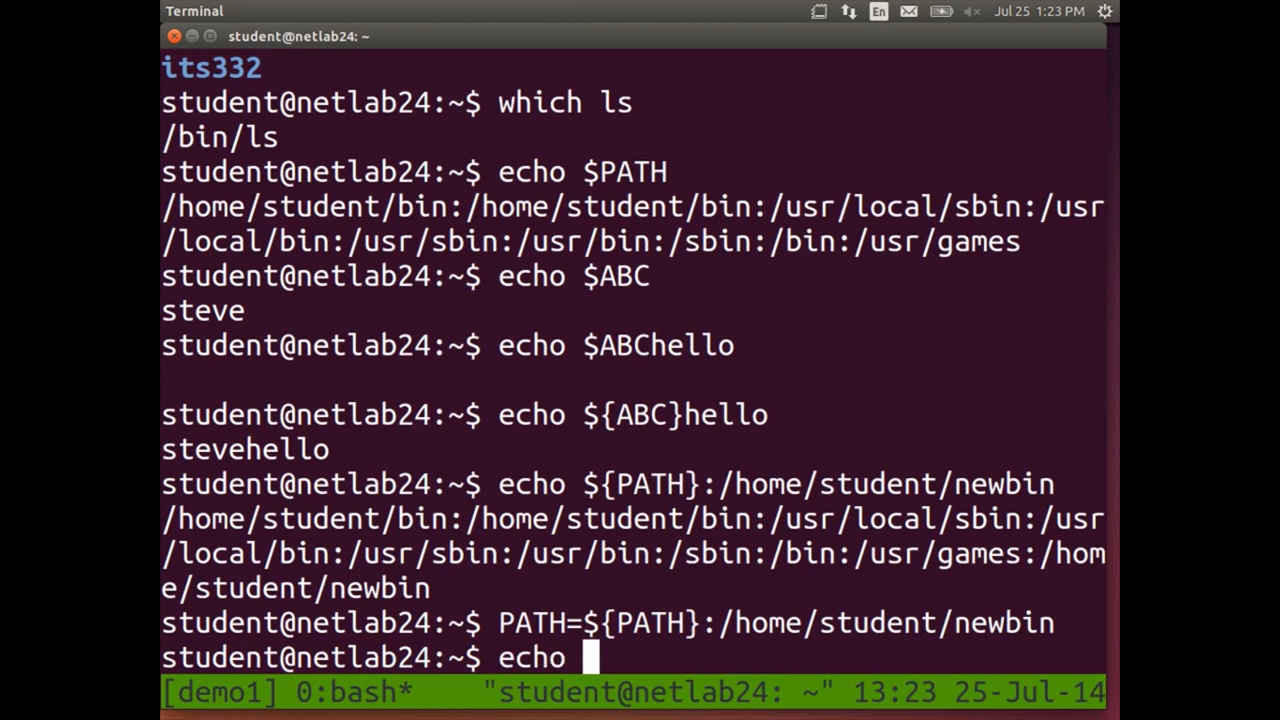 Terminal
En
Jul 25 1:23 PM
student@netlab24: ~
its332
student@netlab24:~$ which ls
/bin/ls
student@netlab24:~$ echo $PATH
/home/student/bin:/home/student/bin:/usr/local/sbin:/usr
/local/bin:/usr/sbin:/usr/bin:/sbin:/bin:/usr/games
student@netlab24:~$ echo $ABC
steve
student@netlab24:~$ echo $ABChello
student@netlab24:~$ echo ${ABC}hello
stevehello
student@netlab24:~$ echo ${PATH}:/home/student/newbin
/home/student/bin:/home/student/bin:/usr/local/sbin:/usr
/local/bin:/usr/sbin:/usr/bin:/sbin:/bin:/usr/games:/hom
e/student/newbin
student@netlab24:~$ PATH=${PATH}:/home/student/newbin
student@netlab24:~$ echo
[demo1] 0:bash* "student@netlab24: ~" 13:23 25-Jul-14